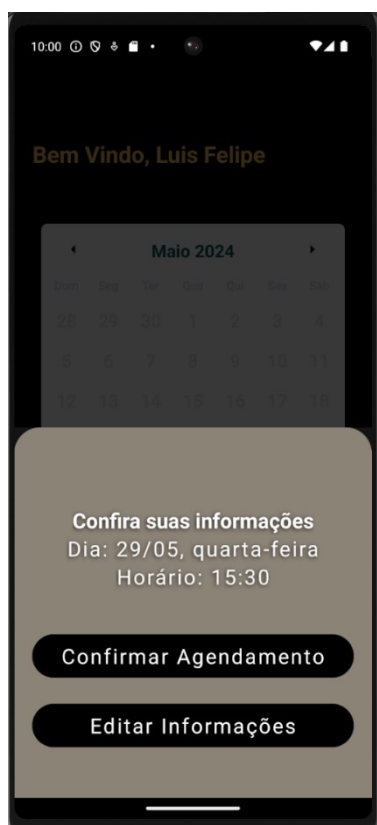 10:00
Bem Vindo, Luis Felipe
Maio 2024
Dom Seg Ter Qua Qui Sex Sáb
28 29 30 1 2 3 4
5 6 7 8 9 10 11
12 13 14 15 16 17 18
Confira suas informações
Dia: 29/05, quarta-feira
Horário: 15:30
Confirmar Agendamento
Editar Informações